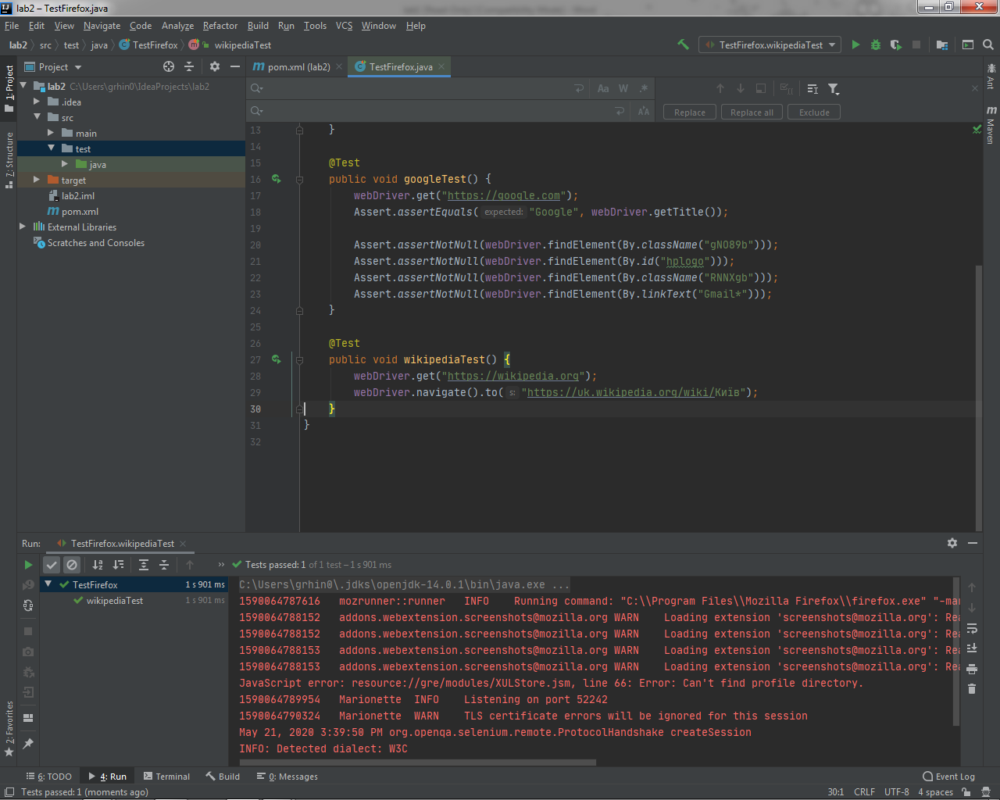 lab2 – TestFirefox.java
File Edit View Navigate Code Analyze Refactor Build Run Tools VCS Window Help
lab2 src test java TestFirefox wikipediaTest
TestFirefox.wikipediaTest
Project
pom.xml (lab2)
TestFirefox.java
1: Project
7: Structure
2: Favorites
Ant
Maven
lab2 C:\Users\grhin0\IdeaProjects\lab2
.idea
src
main
test
java
target
lab2.iml
pom.xml
External Libraries
Scratches and Consoles
Aa W .*
Replace Replace all Exclude
13 }
14
15 @Test
16 public void googleTest() {
17 webDriver.get("https://google.com");
18 Assert.assertEquals( expected: "Google", webDriver.getTitle());
19
20 Assert.assertNotNull(webDriver.findElement(By.className("gNO89b")));
21 Assert.assertNotNull(webDriver.findElement(By.id("hplogo")));
22 Assert.assertNotNull(webDriver.findElement(By.className("RNNXgb")));
23 Assert.assertNotNull(webDriver.findElement(By.linkText("Gmail*")));
24 }
25
26 @Test
27 public void wikipediaTest() {
28 webDriver.get("https://wikipedia.org");
29 webDriver.navigate().to( s: "https://uk.wikipedia.org/wiki/Київ");
30 }
31 }
32
Run: TestFirefox.wikipediaTest
Tests passed: 1 of 1 test – 1 s 901 ms
TestFirefox 1 s 901 ms
wikipediaTest 1 s 901 ms
C:\Users\grhin0\.jdks\openjdk-14.0.1\bin\java.exe ...
1590064787616 mozrunner::runner INFO Running command: "C:\\Program Files\\Mozilla Firefox\\firefox.exe" "-mar
1590064788152 addons.webextension.screenshots@mozilla.org WARN Loading extension 'screenshots@mozilla.org': Rea
1590064788152 addons.webextension.screenshots@mozilla.org WARN Loading extension 'screenshots@mozilla.org': Rea
1590064788153 addons.webextension.screenshots@mozilla.org WARN Loading extension 'screenshots@mozilla.org': Rea
1590064788153 addons.webextension.screenshots@mozilla.org WARN Loading extension 'screenshots@mozilla.org': Rea
JavaScript error: resource://gre/modules/XULStore.jsm, line 66: Error: Can't find profile directory.
1590064789954 Marionette INFO Listening on port 52242
1590064790324 Marionette WARN TLS certificate errors will be ignored for this session
May 21, 2020 3:39:50 PM org.openqa.selenium.remote.ProtocolHandshake createSession
INFO: Detected dialect: W3C
6: TODO 4: Run Terminal Build 0: Messages Event Log
Tests passed: 1 (moments ago) 30:1 CRLF UTF-8 4 spaces